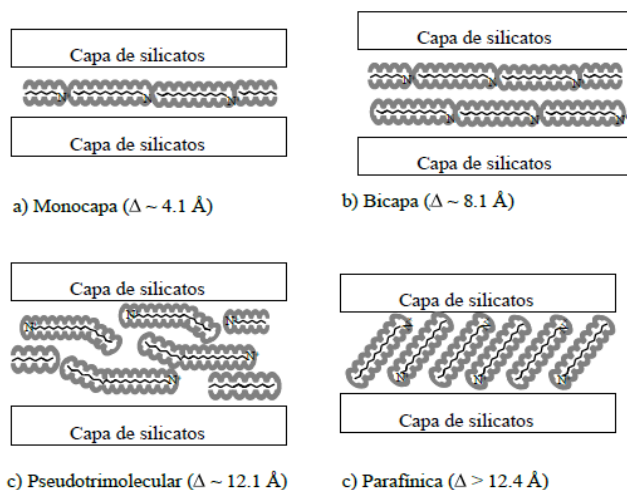 Capa de silicatos
N
N
N
Capa de silicatos
a) Monocapa (Δ ~ 4.1 Å)
Capa de silicatos
N
N
N
N
N
N
Capa de silicatos
b) Bicapa (Δ ~ 8.1 Å)
Capa de silicatos
N
N
N
N
N
Capa de silicatos
c) Pseudotrimolecular (Δ ~ 12.1 Å)
Capa de silicatos
N
N
N
Capa de silicatos
c) Parafínica (Δ > 12.4 Å)